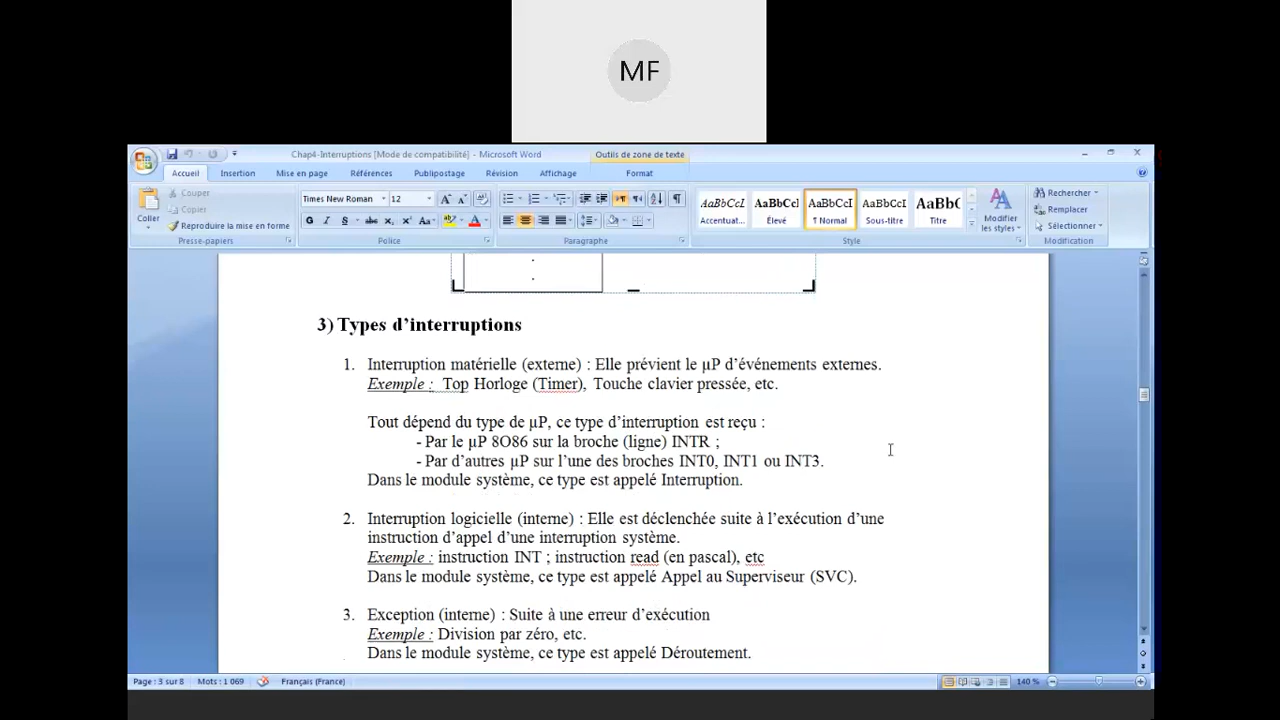 MF
Chap4-Interruptions [Mode de compatibilité] - Microsoft Word
Outils de zone de texte
Accueil Insertion Mise en page Références Publipostage Révision Affichage Format
Coller
Couper
Copier
Reproduire la mise en forme
Presse-papiers
Times New Roman 12
G I S abc x₂ x² Aa
Police
Paragraphe
AaBbCcI AaBbCcI AaBbCcI AaBbCcI AaBbC
Accentuat... Élevé ¶ Normal Sous-titre Titre
Modifier
les styles
Style
Rechercher
Remplacer
Sélectionner
Modification
3) Types d’interruptions
1. Interruption matérielle (externe) : Elle prévient le µP d’événements externes.
Exemple : Top Horloge (Timer), Touche clavier pressée, etc.
Tout dépend du type de µP, ce type d’interruption est reçu :
- Par le µP 8O86 sur la broche (ligne) INTR ;
- Par d’autres µP sur l’une des broches INT0, INT1 ou INT3.
Dans le module système, ce type est appelé Interruption.
2. Interruption logicielle (interne) : Elle est déclenchée suite à l’exécution d’une
instruction d’appel d’une interruption système.
Exemple : instruction INT ; instruction read (en pascal), etc
Dans le module système, ce type est appelé Appel au Superviseur (SVC).
3. Exception (interne) : Suite à une erreur d’exécution
Exemple : Division par zéro, etc.
Dans le module système, ce type est appelé Déroutement.
Page : 3 sur 8 Mots : 1 069 Français (France) 140 %